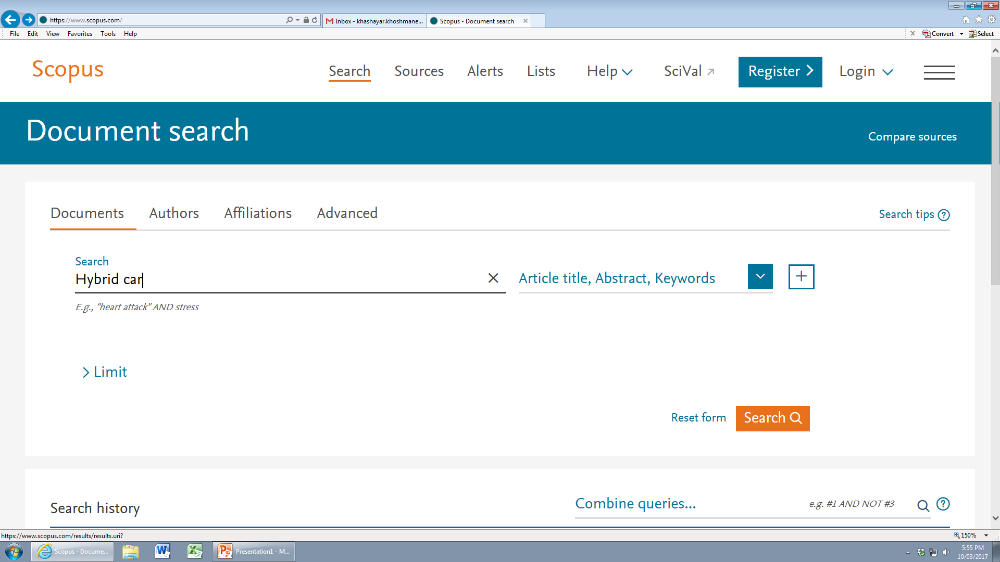 https://www.scopus.com/
Inbox - khashayar.khoshmane...
Scopus - Document search
File Edit View Favorites Tools Help
Convert Select
Scopus
Search Sources Alerts Lists Help SciVal Register Login
Document search
Compare sources
Documents Authors Affiliations Advanced
Search tips
Search
Hybrid car
Article title, Abstract, Keywords
E.g., "heart attack" AND stress
Limit
Reset form
Search
Search history
Combine queries...
e.g. #1 AND NOT #3
https://www.scopus.com/results/results.uri?
150%
Scopus - Docume...
Presentation1 - M...
5:55 PM
10/03/2017